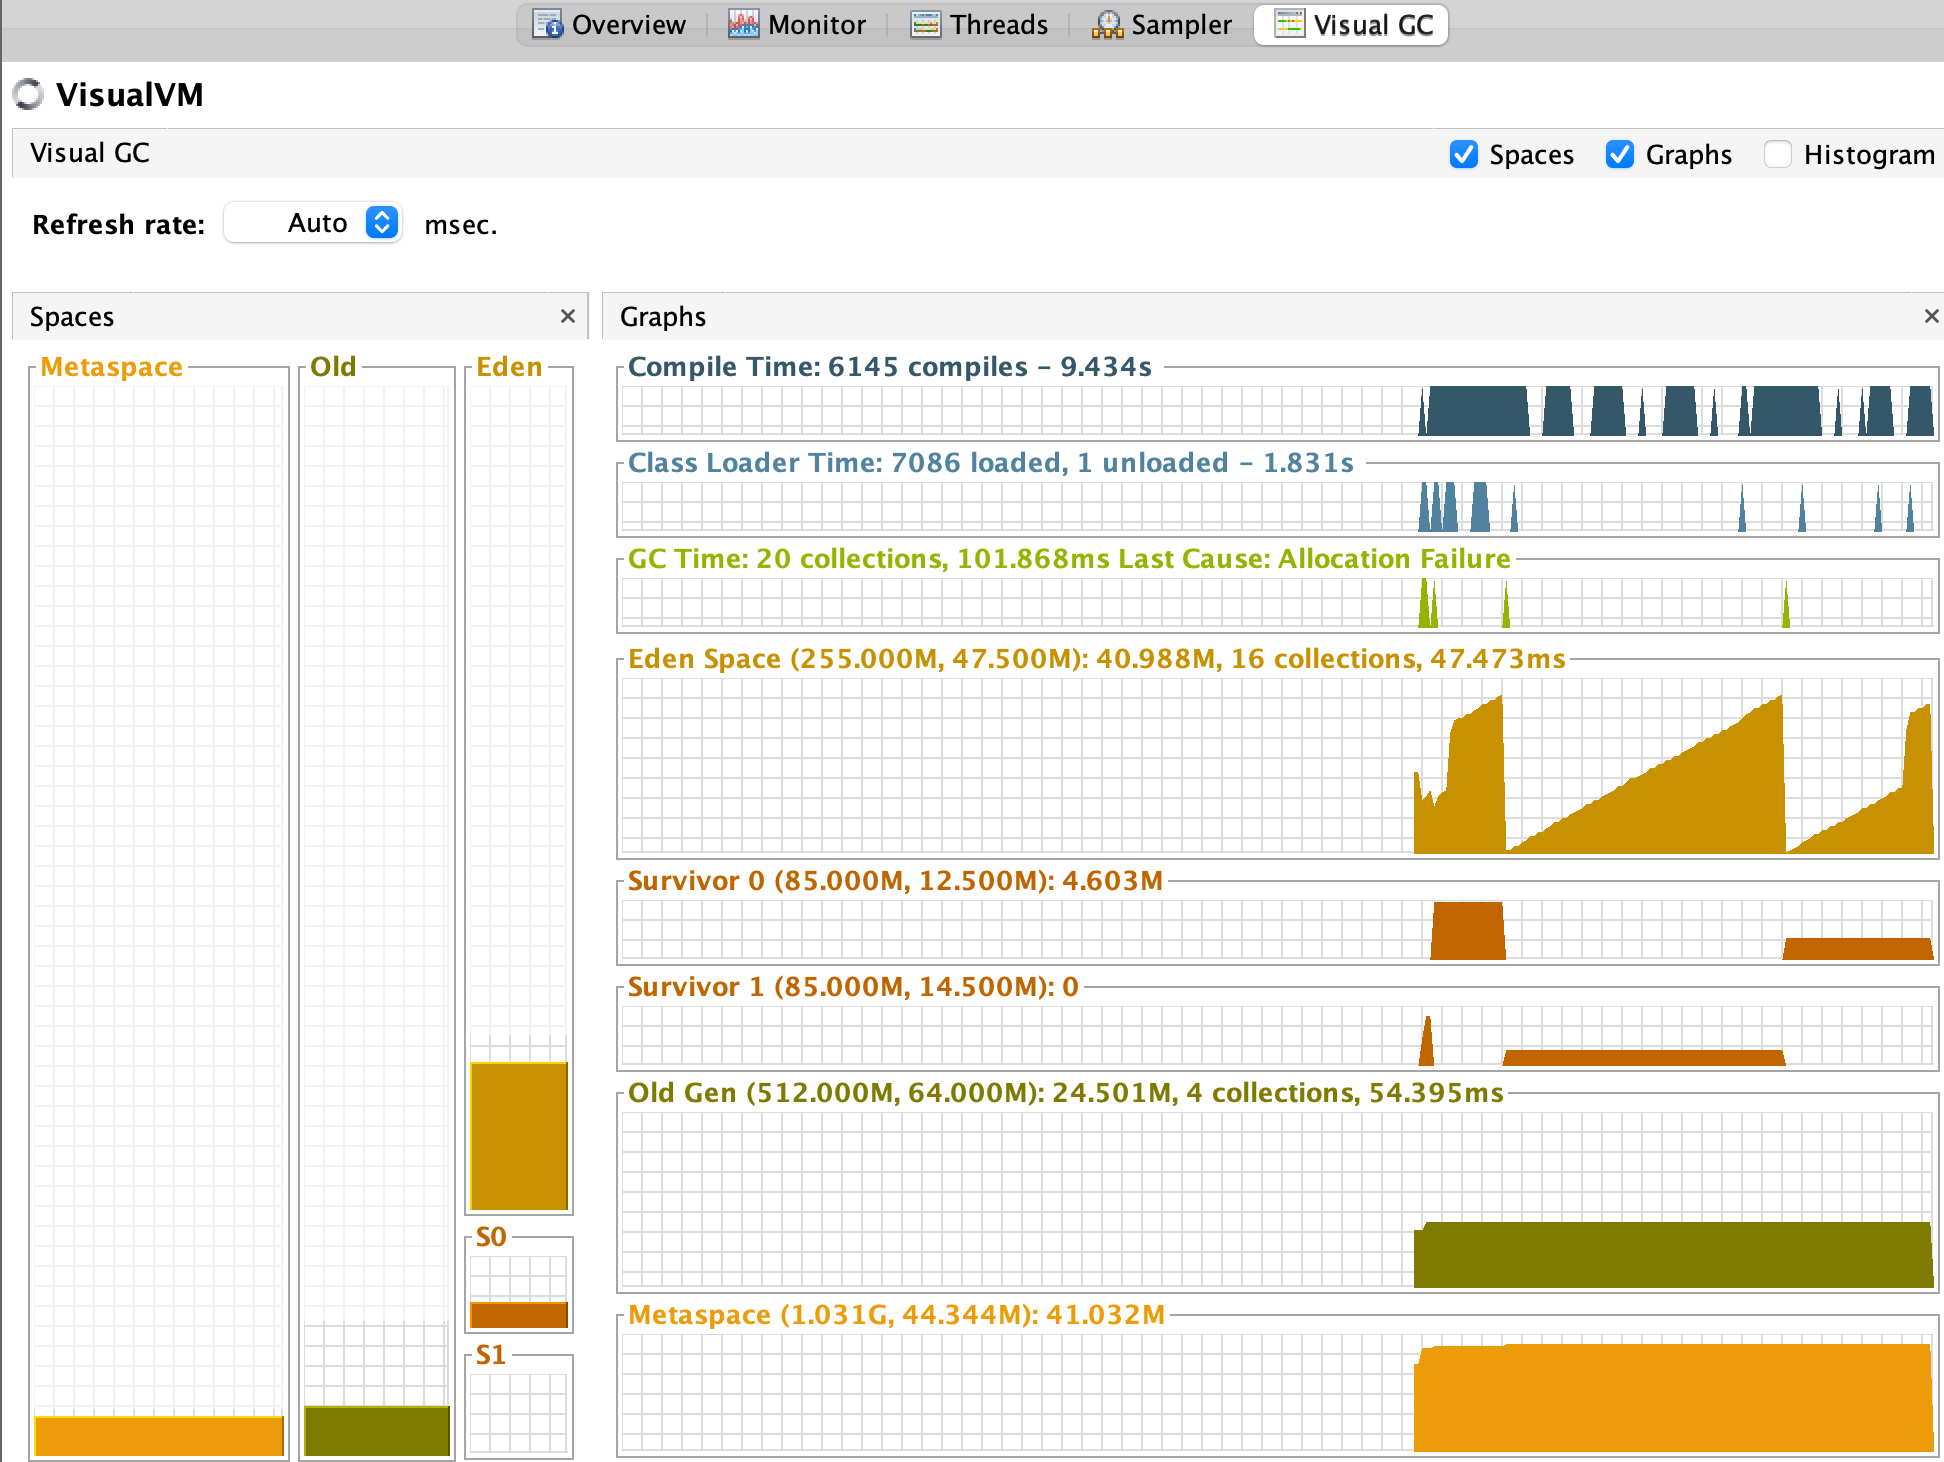 Overview Monitor Threads Sampler Visual GC
VisualVM
Visual GC Spaces Graphs Histogram
Refresh rate: Auto msec.
Spaces × Graphs ×
Metaspace Old Eden
S0
S1
Compile Time: 6145 compiles - 9.434s
Class Loader Time: 7086 loaded, 1 unloaded - 1.831s
GC Time: 20 collections, 101.868ms Last Cause: Allocation Failure
Eden Space (255.000M, 47.500M): 40.988M, 16 collections, 47.473ms
Survivor 0 (85.000M, 12.500M): 4.603M
Survivor 1 (85.000M, 14.500M): 0
Old Gen (512.000M, 64.000M): 24.501M, 4 collections, 54.395ms
Metaspace (1.031G, 44.344M): 41.032M